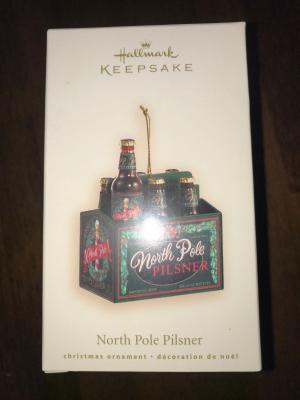 Hallmark
KEEPSAKE
North Pole
PILSNER
North Pole Pilsner
christmas ornament • décoration de noël